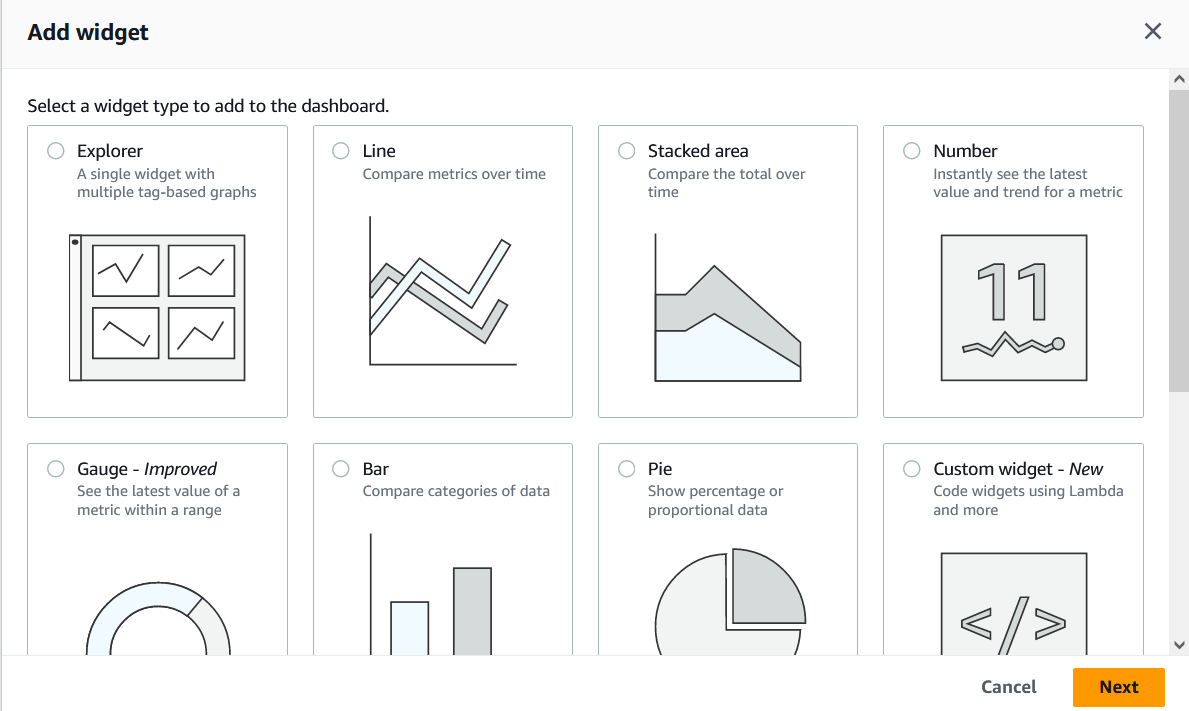 Add widget
Select a widget type to add to the dashboard.
Explorer
A single widget with
multiple tag-based graphs
Line
Compare metrics over time
Stacked area
Compare the total over
time
Number
Instantly see the latest
value and trend for a metric
11
Gauge - Improved
See the latest value of a
metric within a range
Bar
Compare categories of data
Pie
Show percentage or
proportional data
Custom widget - New
Code widgets using Lambda
and more
</>
Cancel
Next